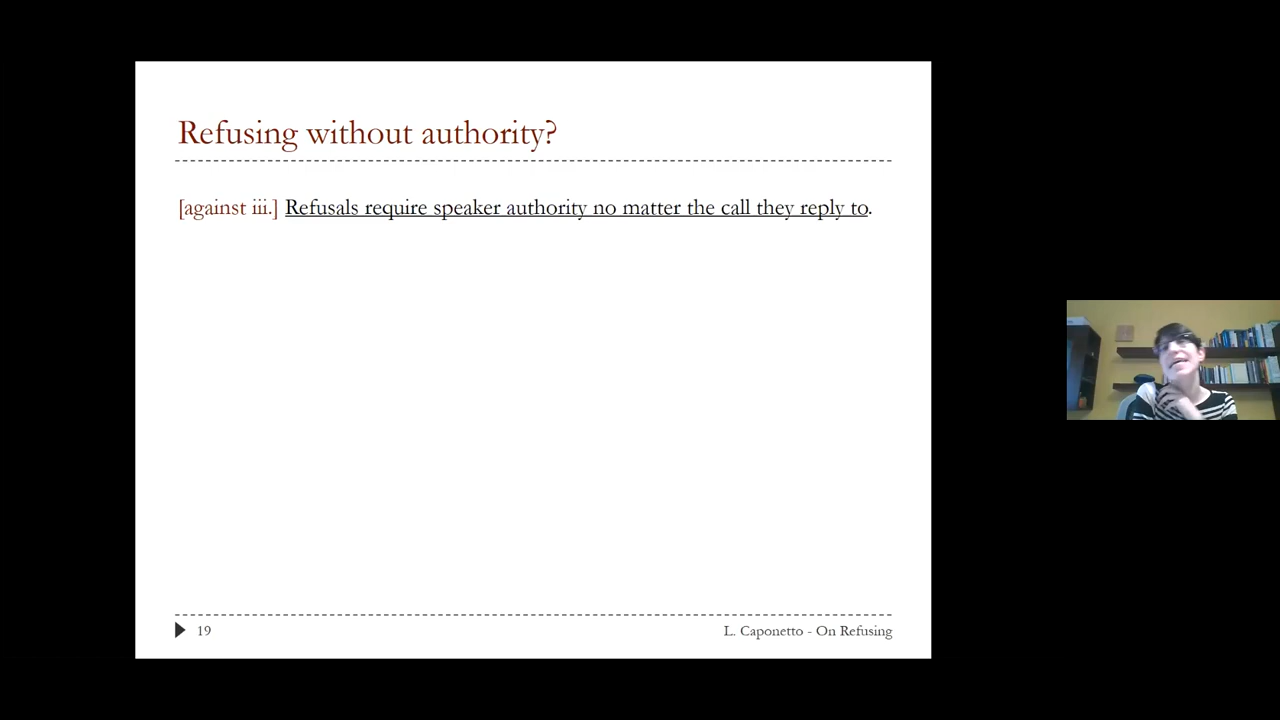 Refusing without authority?
[against iii.] Refusals require speaker authority no matter the call they reply to.
19
L. Caponetto - On Refusing